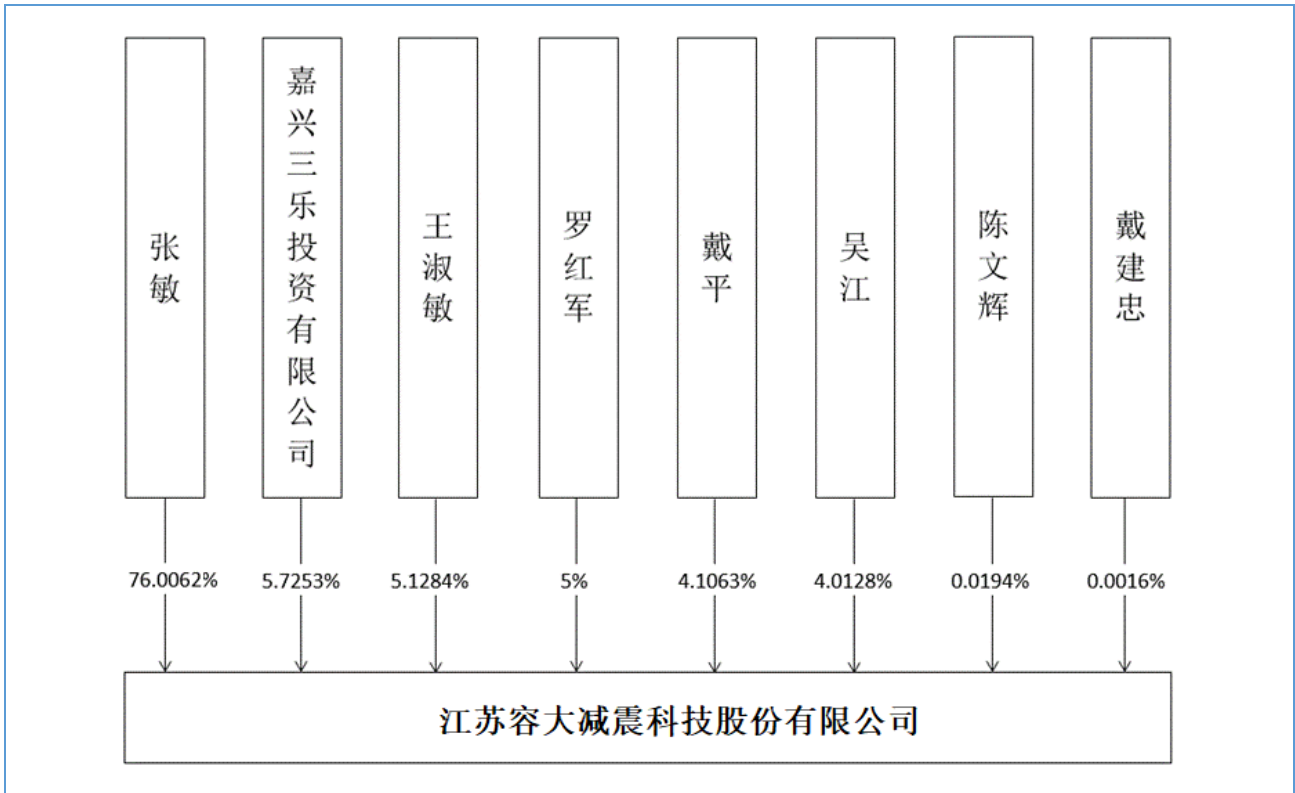 张敏
嘉兴三乐投资有限公司
王淑敏
罗红军
戴平
吴江
陈文辉
戴建忠
76.0062%
5.7253%
5.1284%
5%
4.1063%
4.0128%
0.0194%
0.0016%
江苏容大减震科技股份有限公司